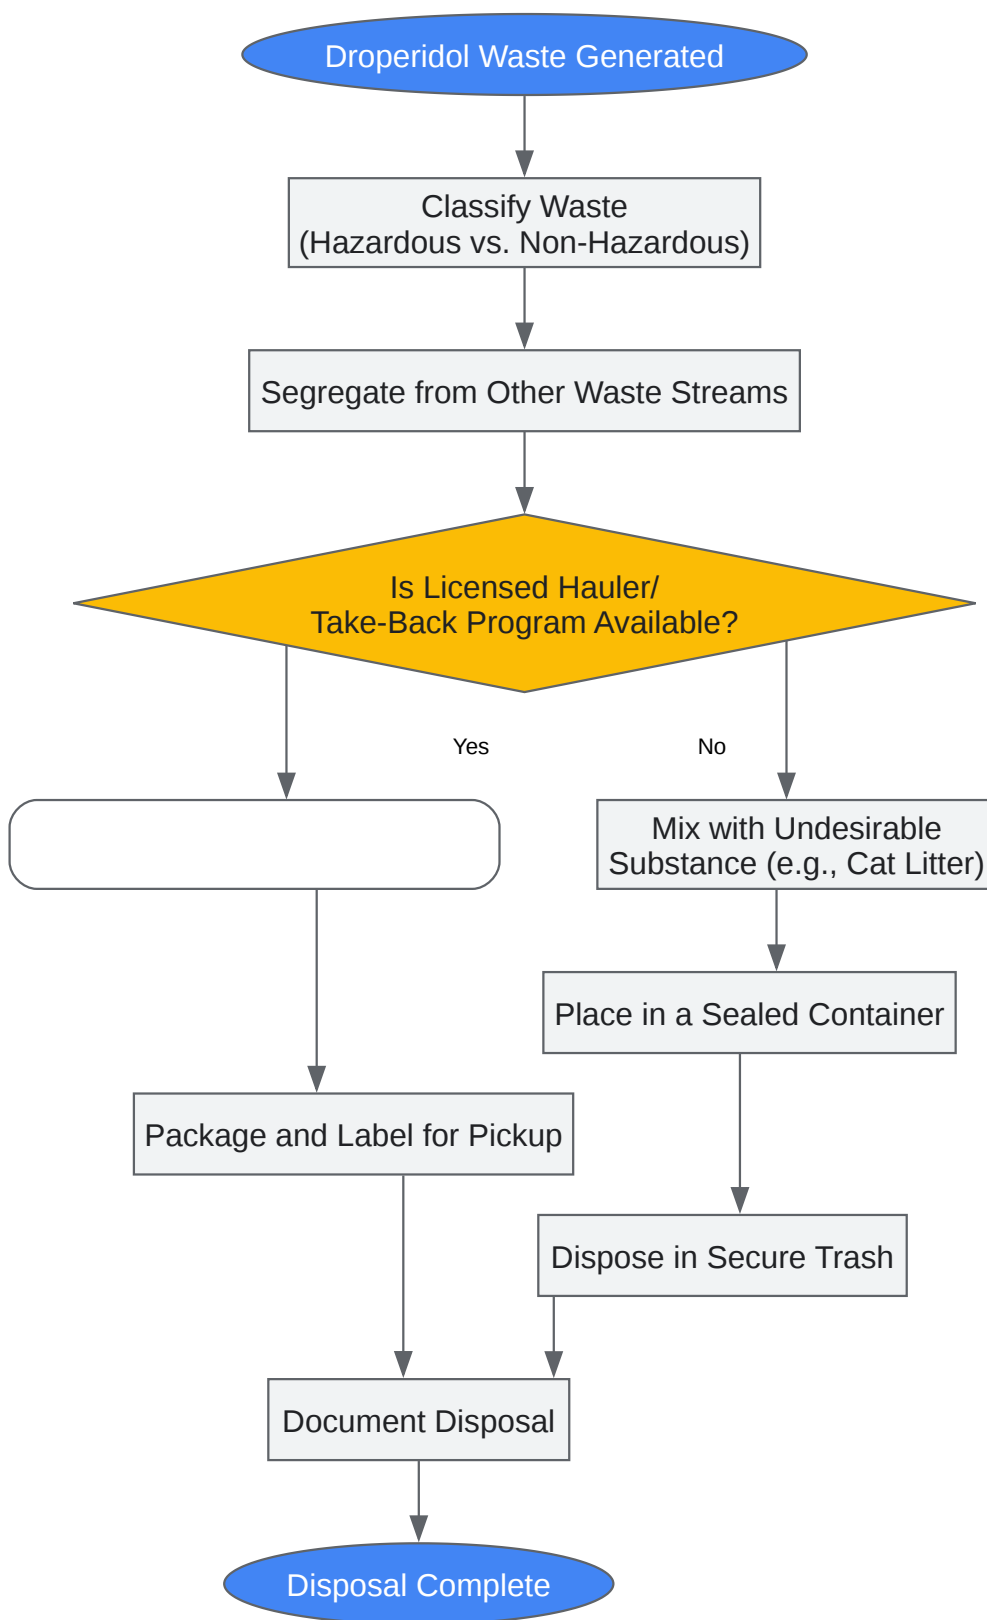 Droperidol Waste Generated
Classify Waste
(Hazardous vs. Non-Hazardous)
Segregate from Other Waste Streams
Is Licensed Hauler/
Take-Back Program Available?
Yes
No
Mix with Undesirable
Substance (e.g., Cat Litter)
Place in a Sealed Container
Package and Label for Pickup
Dispose in Secure Trash
Document Disposal
Disposal Complete